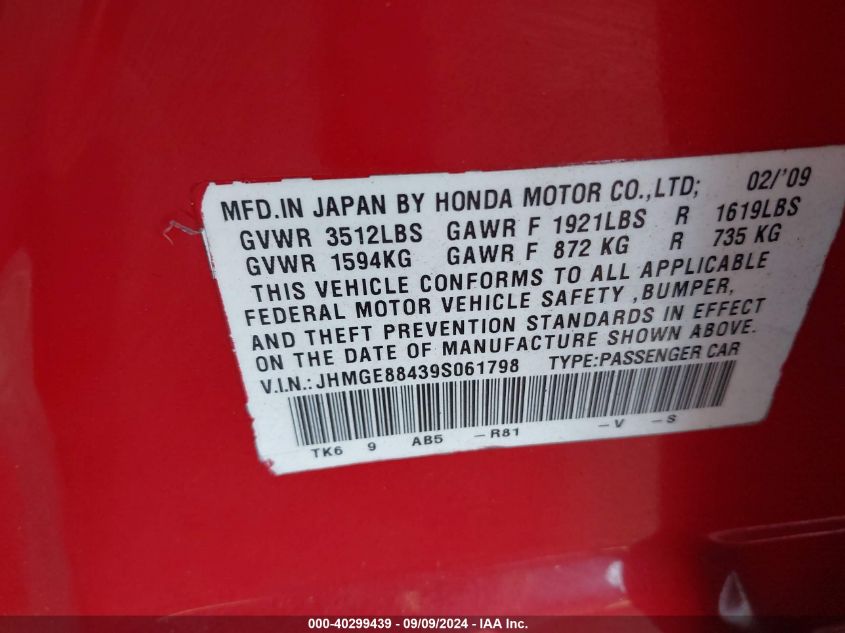 MFD.IN JAPAN BY HONDA MOTOR CO.,LTD; 02/'09
GVWR 3512LBS GAWR F 1921LBS R 1619LBS
GVWR 1594KG GAWR F 872 KG R 735 KG
THIS VEHICLE CONFORMS TO ALL APPLICABLE
FEDERAL MOTOR VEHICLE SAFETY ,BUMPER,
AND THEFT PREVENTION STANDARDS IN EFFECT
ON THE DATE OF MANUFACTURE SHOWN ABOVE.
V.I.N.: JHMGE88439S061798 TYPE:PASSENGER CAR
TK6 9 AB5 -R81 -V -S
000-40299439 - 09/09/2024 - IAA Inc.